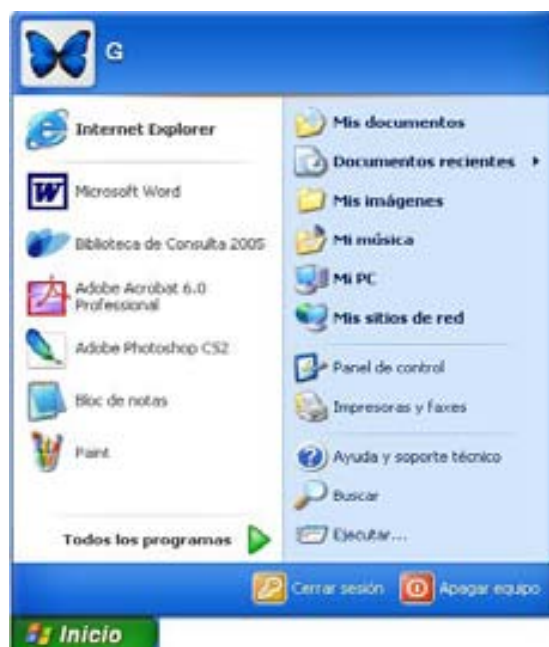 G
Internet Explorer
Microsoft Word
Biblioteca de Consulta 2005
Adobe Acrobat 6.0
Professional
Adobe Photoshop CS2
Bloc de notas
Paint
Todos los programas
Mis documentos
Documentos recientes
Mis imágenes
Mi música
Mi PC
Mis sitios de red
Panel de control
Impresoras y faxes
Ayuda y soporte técnico
Buscar
Ejecutar...
Cerrar sesión
Apagar equipo
Inicio